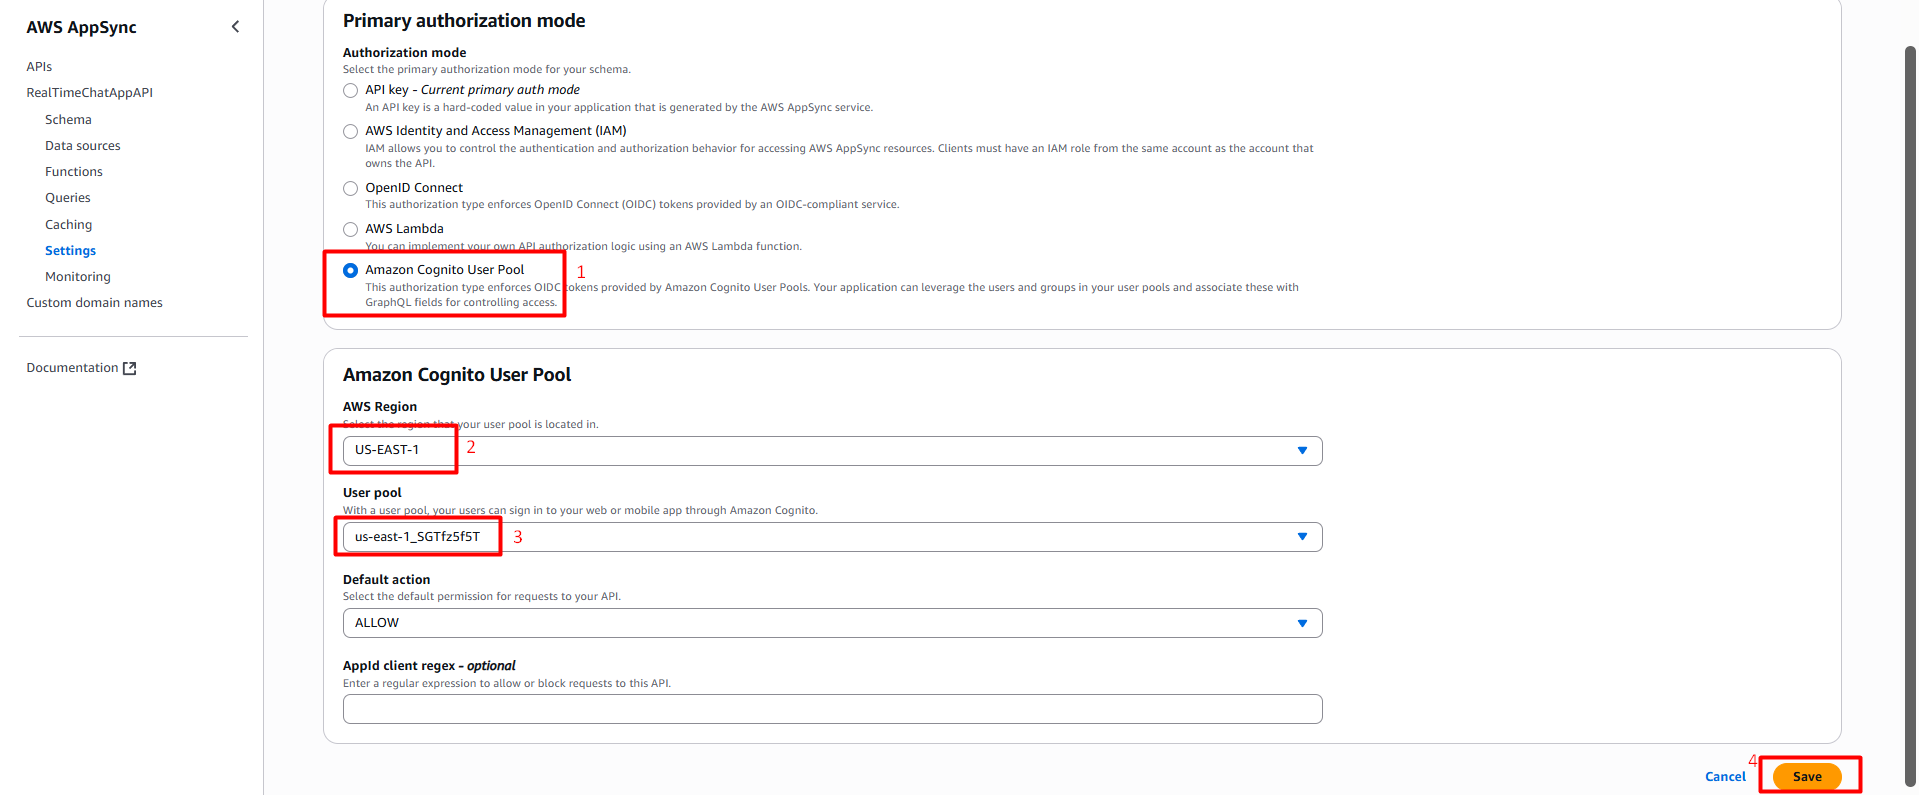 AWS AppSync
APIs
RealTimeChatAppAPI
Schema
Data sources
Functions
Queries
Caching
Settings
Monitoring
Custom domain names
Documentation
Primary authorization mode
Authorization mode
Select the primary authorization mode for your schema.
API key - Current primary auth mode
An API key is a hard-coded value in your application that is generated by the AWS AppSync service.
AWS Identity and Access Management (IAM)
IAM allows you to control the authentication and authorization behavior for accessing AWS AppSync resources. Clients must have an IAM role from the same account as the account that
owns the API.
OpenID Connect
This authorization type enforces OpenID Connect (OIDC) tokens provided by an OIDC-compliant service.
AWS Lambda
You can implement your own API authorization logic using an AWS Lambda function.
Amazon Cognito User Pool
1
This authorization type enforces OIDC tokens provided by Amazon Cognito User Pools. Your application can leverage the users and groups in your user pools and associate these with
GraphQL fields for controlling access.
Amazon Cognito User Pool
AWS Region
Select the region that your user pool is located in.
US-EAST-1
2
User pool
With a user pool, your users can sign in to your web or mobile app through Amazon Cognito.
us-east-1_SGTfz5f5T
3
Default action
Select the default permission for requests to your API.
ALLOW
AppId client regex - optional
Enter a regular expression to allow or block requests to this API.
4
Cancel
Save